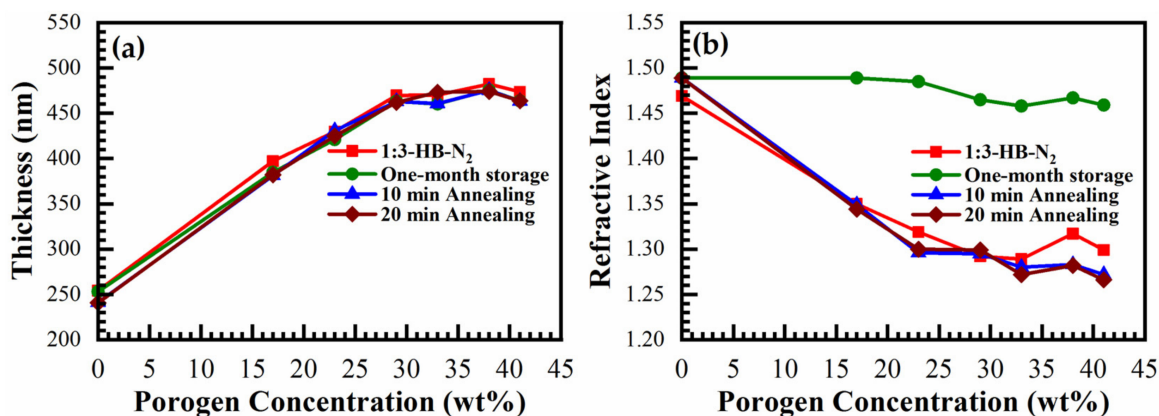 (a)
Thickness (nm)
550
500
450
400
350
300
250
200
1:3-HB-N₂
One-month storage
10 min Annealing
20 min Annealing
0 5 10 15 20 25 30 35 40 45
Porogen Concentration (wt%)
(b)
Refractive Index
1.55
1.50
1.45
1.40
1.35
1.30
1.25
1.20
1:3-HB-N₂
One-month storage
10 min Annealing
20 min Annealing
0 5 10 15 20 25 30 35 40 45
Porogen Concentration (wt%)